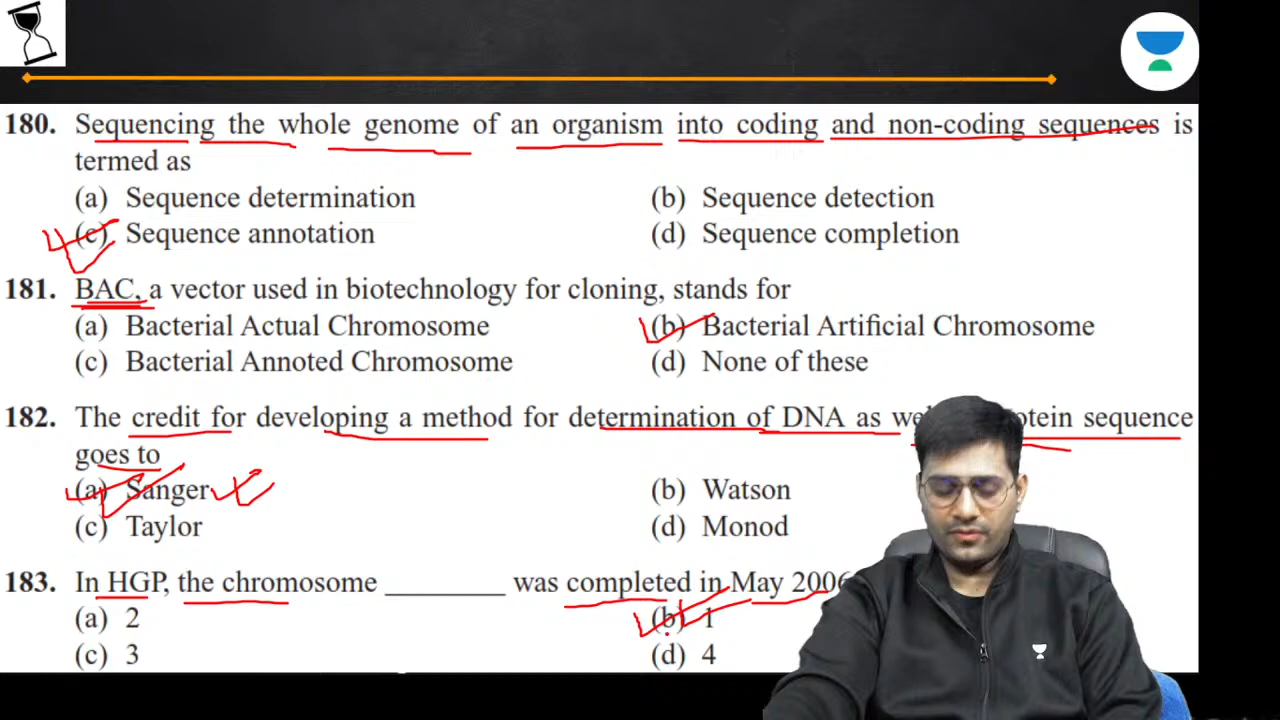 180. Sequencing the whole genome of an organism into coding and non-coding sequences is
termed as
(a) Sequence determination (b) Sequence detection
(c) Sequence annotation (d) Sequence completion
181. BAC, a vector used in biotechnology for cloning, stands for
(a) Bacterial Actual Chromosome (b) Bacterial Artificial Chromosome
(c) Bacterial Annoted Chromosome (d) None of these
182. The credit for developing a method for determination of DNA as sequence
goes to
(a) Sanger (b) Watson
(c) Taylor (d) Monod
183. In HGP, the chromosome ________ was completed in May 2006
(a) 2 (b) 1
(c) 3 (d) 4